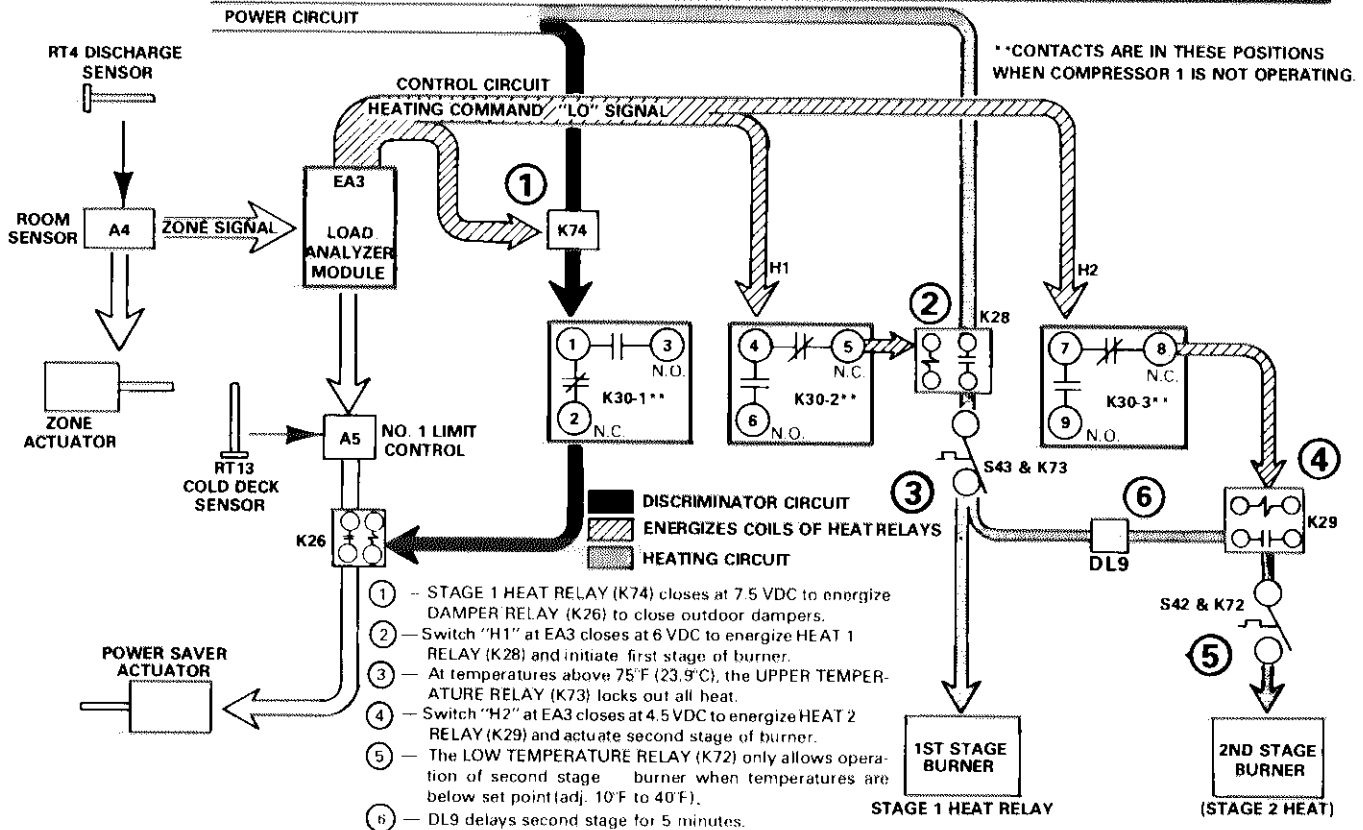 POWER CIRCUIT
RT4 DISCHARGE
SENSOR
**CONTACTS ARE IN THESE POSITIONS
WHEN COMPRESSOR 1 IS NOT OPERATING.
CONTROL CIRCUIT
HEATING COMMAND "LO" SIGNAL
1
EA3
LOAD
ANALYZER
MODULE
ROOM
SENSOR
A4
ZONE SIGNAL
K74
H1
H2
2
K28
1
3
N.O.
K30-1**
2
N.C.
4
5
N.C.
K30-2**
6
N.O.
7
8
N.C.
K30-3**
9
N.O.
ZONE
ACTUATOR
A5
NO. 1 LIMIT
CONTROL
RT13
COLD DECK
SENSOR
S43 & K73
3
4
6
K26
K29
DL9
DISCRIMINATOR CIRCUIT
ENERGIZES COILS OF HEAT RELAYS
HEATING CIRCUIT
S42 & K72
5
POWER SAVER
ACTUATOR
1 – STAGE 1 HEAT RELAY (K74) closes at 7.5 VDC to energize
DAMPER RELAY (K26) to close outdoor dampers.
2 — Switch "H1" at EA3 closes at 6 VDC to energize HEAT 1
RELAY (K28) and initiate first stage of burner.
3 — At temperatures above 75°F (23.9°C), the UPPER TEMPER-
ATURE RELAY (K73) locks out all heat.
4 — Switch "H2" at EA3 closes at 4.5 VDC to energize HEAT 2
RELAY (K29) and actuate second stage of burner.
5 — The LOW TEMPERATURE RELAY (K72) only allows opera-
tion of second stage burner when temperatures are
below set point (adj. 10°F to 40°F).
6 — DL9 delays second stage for 5 minutes.
1ST STAGE
BURNER
STAGE 1 HEAT RELAY
2ND STAGE
BURNER
(STAGE 2 HEAT)